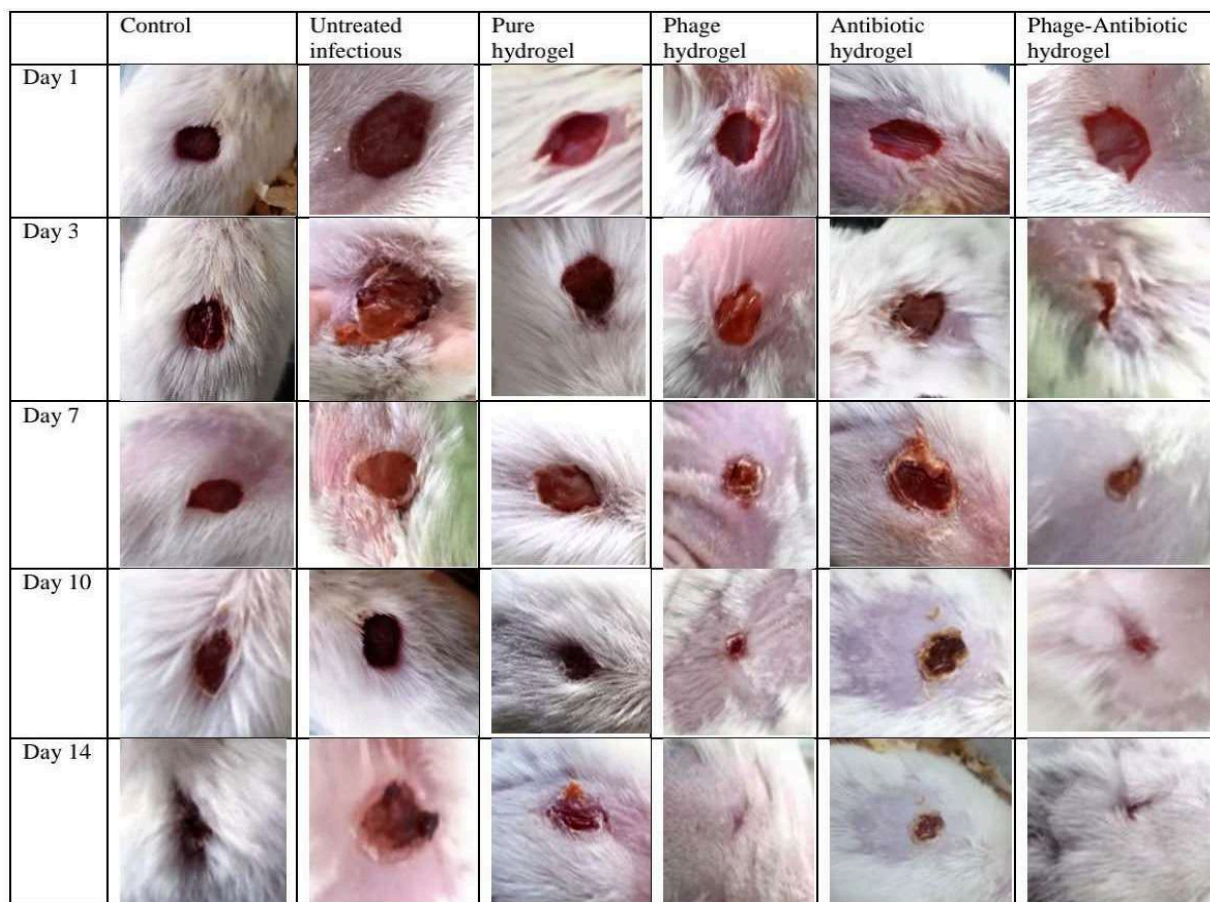 Control
Untreated
infectious
Pure
hydrogel
Phage
hydrogel
Antibiotic
hydrogel
Phage-Antibiotic
hydrogel
Day 1
Day 3
Day 7
Day 10
Day 14